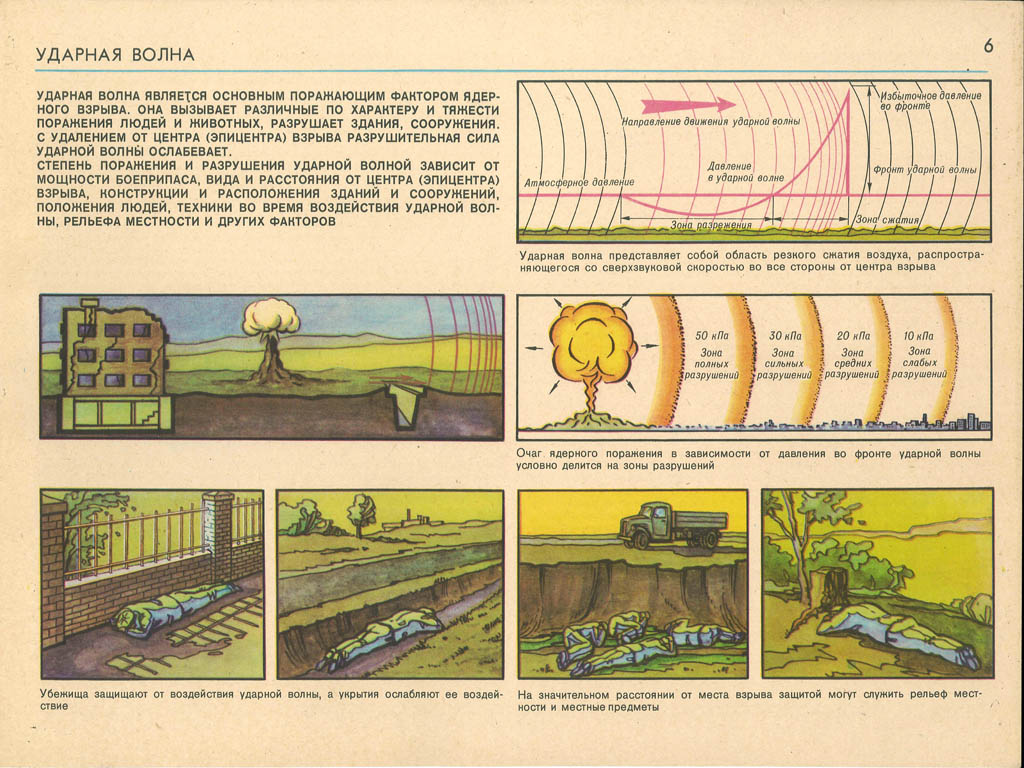 УДАРНАЯ ВОЛНА
6
УДАРНАЯ ВОЛНА ЯВЛЯЕТСЯ ОСНОВНЫМ ПОРАЖАЮЩИМ ФАКТОРОМ ЯДЕР-
НОГО ВЗРЫВА. ОНА ВЫЗЫВАЕТ РАЗЛИЧНЫЕ ПО ХАРАКТЕРУ И ТЯЖЕСТИ
ПОРАЖЕНИЯ ЛЮДЕЙ И ЖИВОТНЫХ, РАЗРУШАЕТ ЗДАНИЯ, СООРУЖЕНИЯ.
С УДАЛЕНИЕМ ОТ ЦЕНТРА (ЭПИЦЕНТРА) ВЗРЫВА РАЗРУШИТЕЛЬНАЯ СИЛА
УДАРНОЙ ВОЛНЫ ОСЛАБЕВАЕТ.
СТЕПЕНЬ ПОРАЖЕНИЯ И РАЗРУШЕНИЯ УДАРНОЙ ВОЛНОЙ ЗАВИСИТ ОТ
МОЩНОСТИ БОЕПРИПАСА, ВИДА И РАССТОЯНИЯ ОТ ЦЕНТРА (ЭПИЦЕНТРА)
ВЗРЫВА, КОНСТРУКЦИИ И РАСПОЛОЖЕНИЯ ЗДАНИЙ И СООРУЖЕНИЙ,
ПОЛОЖЕНИЯ ЛЮДЕЙ, ТЕХНИКИ ВО ВРЕМЯ ВОЗДЕЙСТВИЯ УДАРНОЙ ВОЛ-
НЫ, РЕЛЬЕФА МЕСТНОСТИ И ДРУГИХ ФАКТОРОВ
Избыточное давление
во фронте
Направление движения ударной волны
Давление
в ударной волне
Фронт ударной волны
Атмосферное давление
Зона разрежения
Зона сжатия
Ударная волна представляет собой область резкого сжатия воздуха, распростра-
няющегося со сверхзвуковой скоростью во все стороны от центра взрыва
50 кПа
Зона
полных
разрушений
30 кПа
Зона
сильных
разрушений
20 кПа
Зона
средних
разрушений
10 кПа
Зона
слабых
разрушений
Очаг ядерного поражения в зависимости от давления во фронте ударной волны
условно делится на зоны разрушений
Убежища защищают от воздействия ударной волны, а укрытия ослабляют ее воздей-
ствие
На значительном расстоянии от места взрыва защитой могут служить рельеф мест-
ности и местные предметы